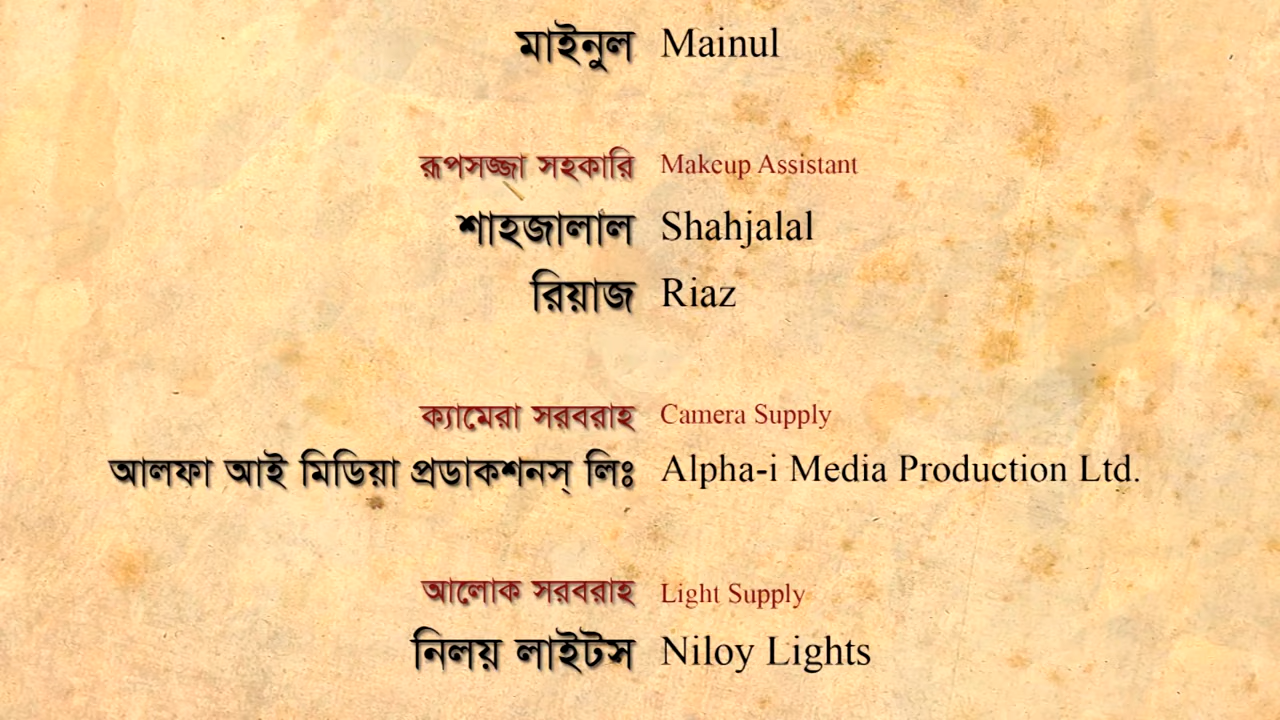 মাইনুল Mainul
রূপসজ্জা সহকারি Makeup Assistant
শাহজালাল Shahjalal
রিয়াজ Riaz
ক্যামেরা সরবরাহ Camera Supply
আলফা আই মিডিয়া প্রডাকশনস্ লিঃ Alpha-i Media Production Ltd.
আলোক সরবরাহ Light Supply
নিলয় লাইটস Niloy Lights